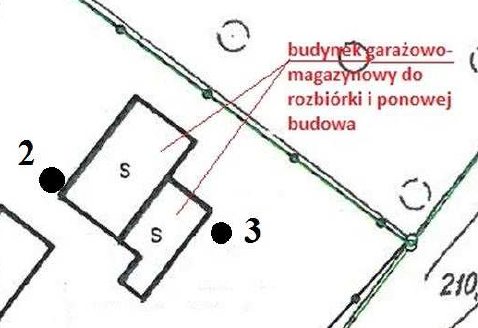 budynek garażowo-
magazynowy do
rozbiórki i ponowej
budowa
2
s
s
3
210,